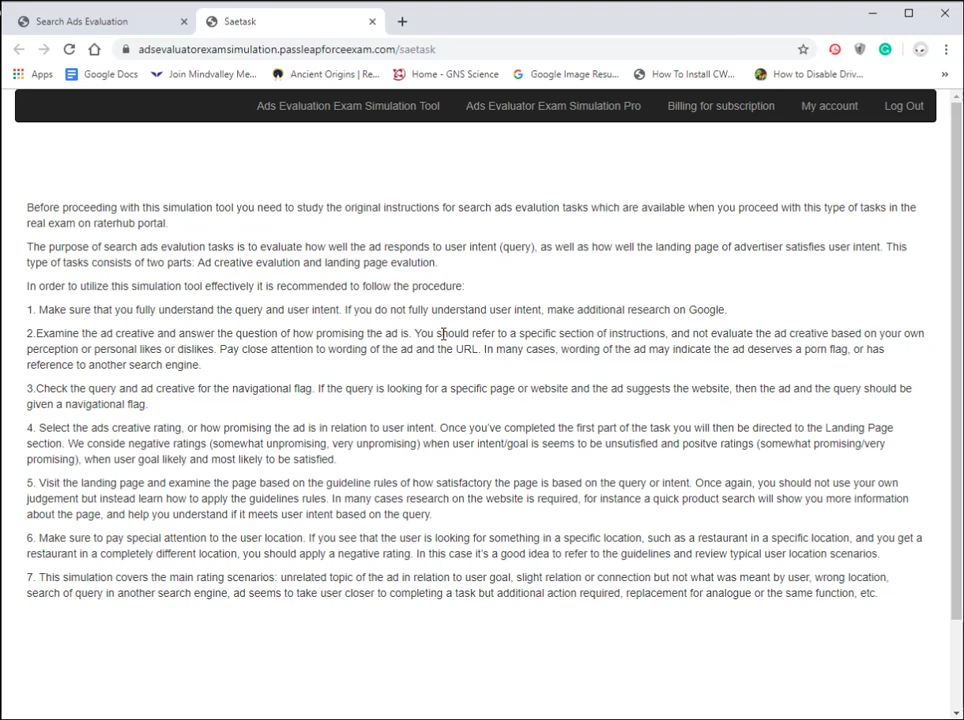 Search Ads Evaluation
Saetask
adsevaluatorexamsimulation.passleapforceexam.com/saetask
Apps Google Docs Join Mindvalley Me... Ancient Origins | Re... Home - GNS Science Google Image Resu... How To Install CW... How to Disable Driv... »
Ads Evaluation Exam Simulation Tool Ads Evaluator Exam Simulation Pro Billing for subscription My account Log Out
Before proceeding with this simulation tool you need to study the original instructions for search ads evalution tasks which are available when you proceed with this type of tasks in the
real exam on raterhub portal.
The purpose of search ads evalution tasks is to evaluate how well the ad responds to user intent (query), as well as how well the landing page of advertiser satisfies user intent. This
type of tasks consists of two parts: Ad creative evalution and landing page evalution.
In order to utilize this simulation tool effectively it is recommended to follow the procedure:
1. Make sure that you fully understand the query and user intent. If you do not fully understand user intent, make additional research on Google.
2.Examine the ad creative and answer the question of how promising the ad is. You should refer to a specific section of instructions, and not evaluate the ad creative based on your own
perception or personal likes or dislikes. Pay close attention to wording of the ad and the URL. In many cases, wording of the ad may indicate the ad deserves a porn flag, or has
reference to another search engine.
3.Check the query and ad creative for the navigational flag. If the query is looking for a specific page or website and the ad suggests the website, then the ad and the query should be
given a navigational flag.
4. Select the ads creative rating, or how promising the ad is in relation to user intent. Once you've completed the first part of the task you will then be directed to the Landing Page
section. We conside negative ratings (somewhat unpromising, very unpromising) when user intent/goal is seems to be unsutisfied and positve ratings (somewhat promising/very
promising), when user goal likely and most likely to be satisfied.
5. Visit the landing page and examine the page based on the guideline rules of how satisfactory the page is based on the query or intent. Once again, you should not use your own
judgement but instead learn how to apply the guidelines rules. In many cases research on the website is required, for instance a quick product search will show you more information
about the page, and help you understand if it meets user intent based on the query.
6. Make sure to pay special attention to the user location. If you see that the user is looking for something in a specific location, such as a restaurant in a specific location, and you get a
restaurant in a completely different location, you should apply a negative rating. In this case it's a good idea to refer to the guidelines and review typical user location scenarios.
7. This simulation covers the main rating scenarios: unrelated topic of the ad in relation to user goal, slight relation or connection but not what was meant by user, wrong location,
search of query in another search engine, ad seems to take user closer to completing a task but additional action required, replacement for analogue or the same function, etc.